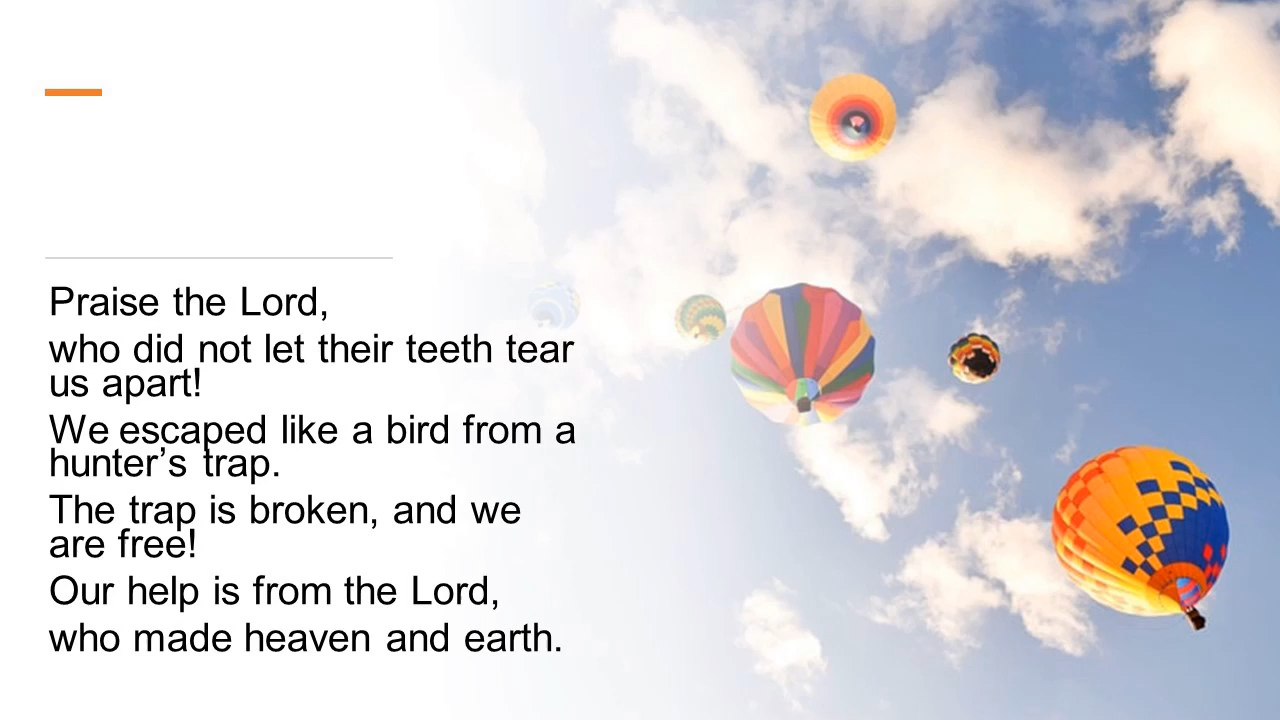 Praise the Lord,
who did not let their teeth tear
us apart!
We escaped like a bird from a
hunter’s trap.
The trap is broken, and we
are free!
Our help is from the Lord,
who made heaven and earth.